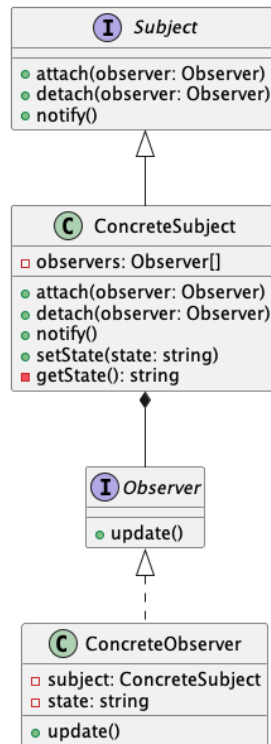 I Subject
attach(observer: Observer)
detach(observer: Observer)
notify()
C ConcreteSubject
observers: Observer[]
attach(observer: Observer)
detach(observer: Observer)
notify()
setState(state: string)
getState(): string
I Observer
update()
C ConcreteObserver
subject: ConcreteSubject
state: string
update()